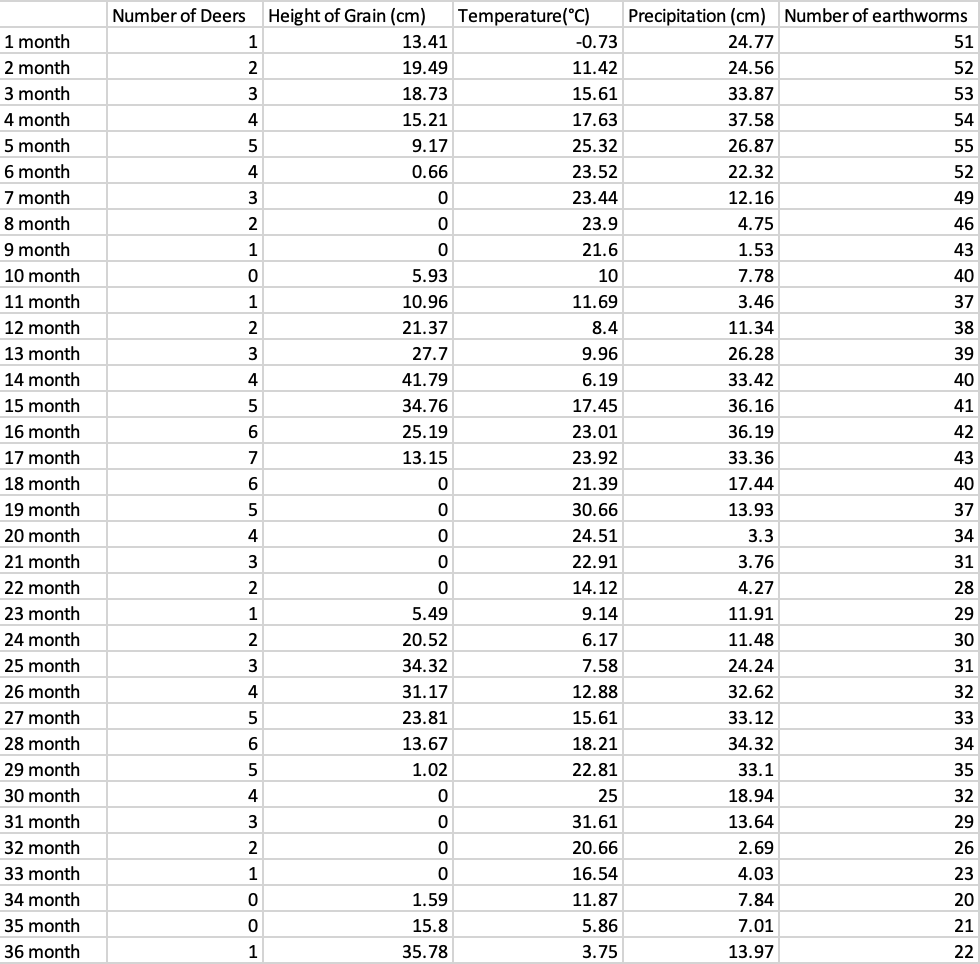 Number of Deers Height of Grain (cm) Temperature(°C) Precipitation (cm) Number of earthworms
1 month 1 13.41 -0.73 24.77 51
2 month 2 19.49 11.42 24.56 52
3 month 3 18.73 15.61 33.87 53
4 month 4 15.21 17.63 37.58 54
5 month 5 9.17 25.32 26.87 55
6 month 4 0.66 23.52 22.32 52
7 month 3 0 23.44 12.16 49
8 month 2 0 23.9 4.75 46
9 month 1 0 21.6 1.53 43
10 month 0 5.93 10 7.78 40
11 month 1 10.96 11.69 3.46 37
12 month 2 21.37 8.4 11.34 38
13 month 3 27.7 9.96 26.28 39
14 month 4 41.79 6.19 33.42 40
15 month 5 34.76 17.45 36.16 41
16 month 6 25.19 23.01 36.19 42
17 month 7 13.15 23.92 33.36 43
18 month 6 0 21.39 17.44 40
19 month 5 0 30.66 13.93 37
20 month 4 0 24.51 3.3 34
21 month 3 0 22.91 3.76 31
22 month 2 0 14.12 4.27 28
23 month 1 5.49 9.14 11.91 29
24 month 2 20.52 6.17 11.48 30
25 month 3 34.32 7.58 24.24 31
26 month 4 31.17 12.88 32.62 32
27 month 5 23.81 15.61 33.12 33
28 month 6 13.67 18.21 34.32 34
29 month 5 1.02 22.81 33.1 35
30 month 4 0 25 18.94 32
31 month 3 0 31.61 13.64 29
32 month 2 0 20.66 2.69 26
33 month 1 0 16.54 4.03 23
34 month 0 1.59 11.87 7.84 20
35 month 0 15.8 5.86 7.01 21
36 month 1 35.78 3.75 13.97 22